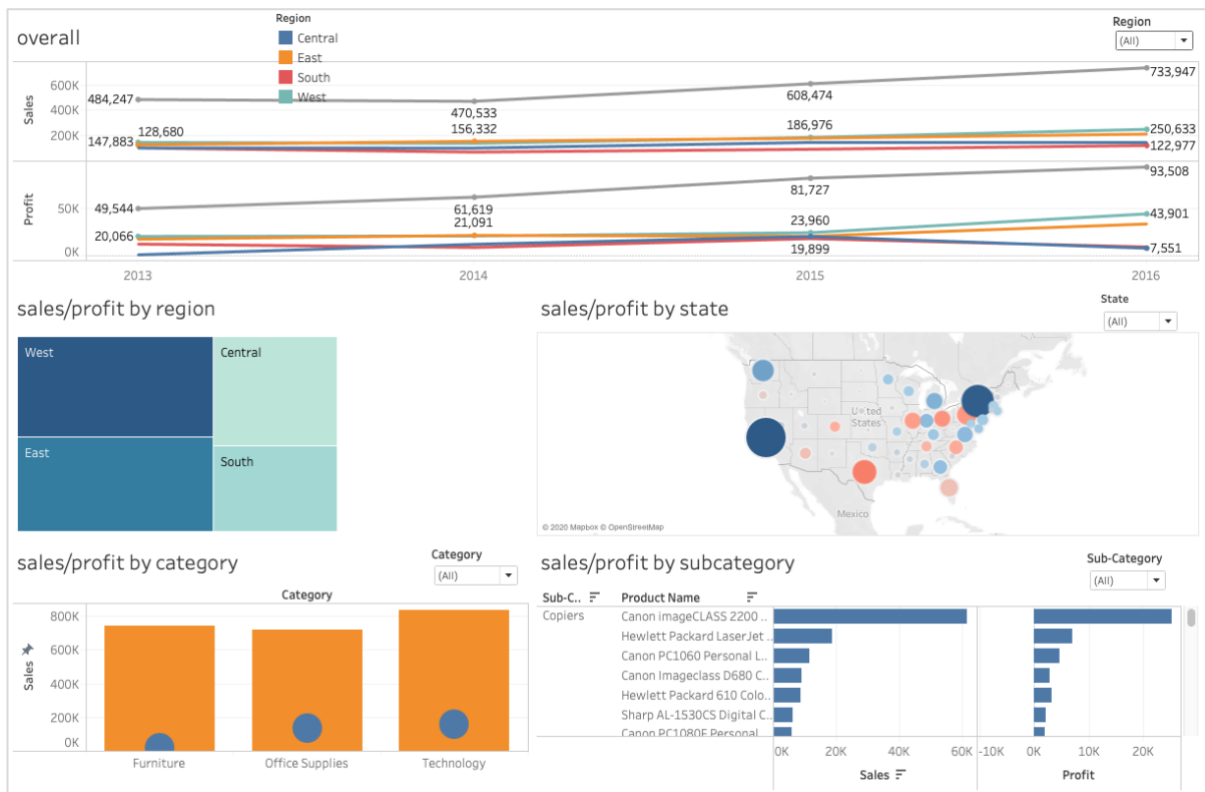 overall
Region
Central
East
South
West
Region
(All)
Sales
600K
400K
200K
484,247
147,883
128,680
470,533
156,332
608,474
186,976
733,947
250,633
122,977
Profit
50K
0K
49,544
20,066
61,619
21,091
81,727
23,960
19,899
93,508
43,901
7,551
2013 2014 2015 2016
sales/profit by region
West
Central
East
South
sales/profit by state
State
(All)
United
States
Mexico
© 2020 Mapbox © OpenStreetMap
sales/profit by category
Category
(All)
Category
Sales
800K
600K
400K
200K
0K
Furniture Office Supplies Technology
sales/profit by subcategory
Sub-Category
(All)
Sub-C.. Product Name
Copiers Canon imageCLASS 2200 ..
Hewlett Packard LaserJet ..
Canon PC1060 Personal L..
Canon Imageclass D680 C..
Hewlett Packard 610 Colo..
Sharp AL-1530CS Digital C..
Canon PC1080F Personal
0K 20K 40K 60K -10K 0K 10K 20K
Sales Profit